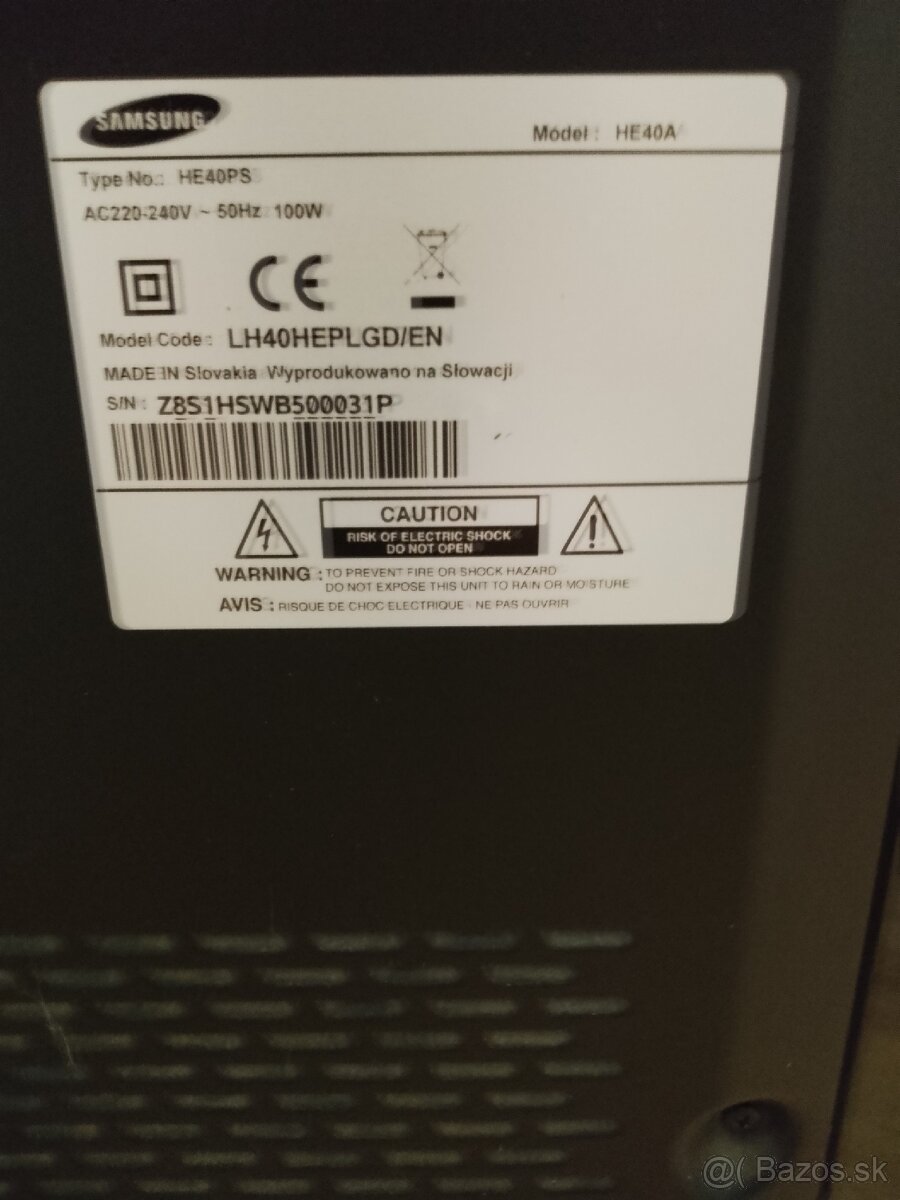 SAMSUNG
Model : HE40A
Type No.: HE40PS
AC220-240V ~ 50Hz 100W
CE
Model Code : LH40HEPLGD/EN
MADE IN Slovakia Wyprodukowano na Słowacji
S/N : Z8S1HSWB500031P
CAUTION
RISK OF ELECTRIC SHOCK
DO NOT OPEN
WARNING : TO PREVENT FIRE OR SHOCK HAZARD
DO NOT EXPOSE THIS UNIT TO RAIN OR MOISTURE
AVIS : RISQUE DE CHOC ELECTRIQUE - NE PAS OUVRIR
@( Bazos.sk